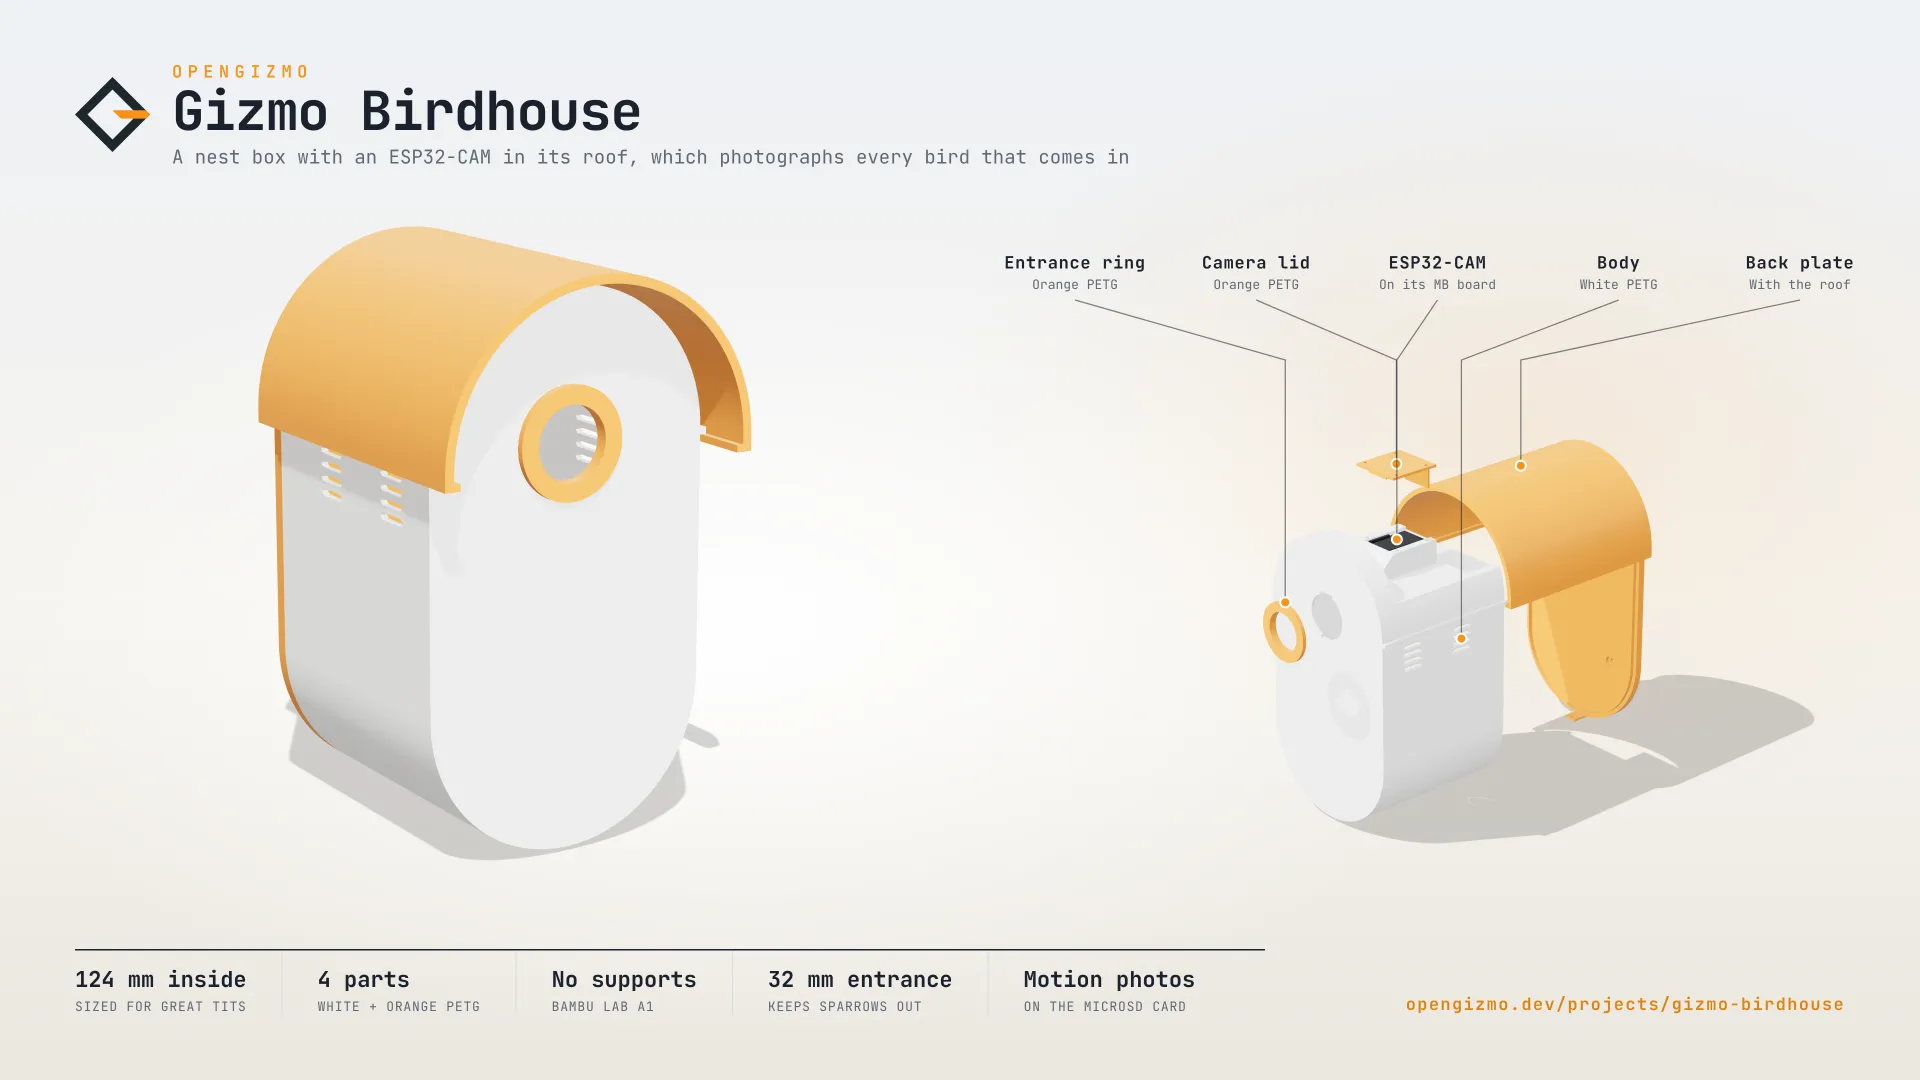 OPENGIZMO
Gizmo Birdhouse
A nest box with an ESP32-CAM in its roof, which photographs every bird that comes in
Entrance ring
Orange PETG
Camera lid
Orange PETG
ESP32-CAM
On its MB board
Body
White PETG
Back plate
With the roof
124 mm inside
SIZED FOR GREAT TITS
4 parts
WHITE + ORANGE PETG
No supports
BAMBU LAB A1
32 mm entrance
KEEPS SPARROWS OUT
Motion photos
ON THE MICROSD CARD
opengizmo.dev/projects/gizmo-birdhouse